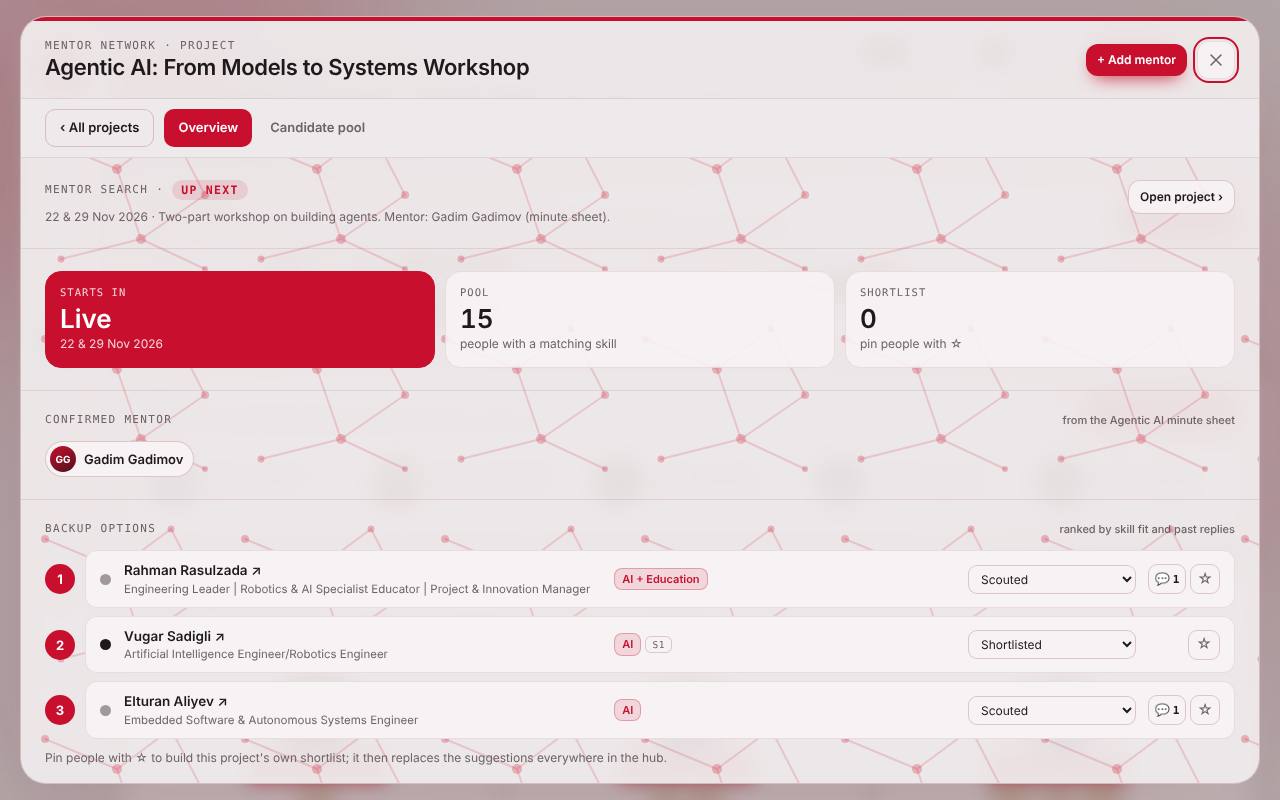 MENTOR NETWORK · PROJECT
Agentic AI: From Models to Systems Workshop
+ Add mentor
‹ All projects
Overview
Candidate pool
MENTOR SEARCH · UP NEXT
22 & 29 Nov 2026 · Two-part workshop on building agents. Mentor: Gadim Gadimov (minute sheet).
Open project ›
STARTS IN
Live
22 & 29 Nov 2026
POOL
15
people with a matching skill
SHORTLIST
0
pin people with ☆
CONFIRMED MENTOR
from the Agentic AI minute sheet
GG Gadim Gadimov
BACKUP OPTIONS
ranked by skill fit and past replies
1 Rahman Rasulzada ↗
Engineering Leader | Robotics & AI Specialist Educator | Project & Innovation Manager
AI + Education
Scouted
💬 1 ☆
2 Vugar Sadigli ↗
Artificial Intelligence Engineer/Robotics Engineer
AI S1
Shortlisted
☆
3 Elturan Aliyev ↗
Embedded Software & Autonomous Systems Engineer
AI
Scouted
💬 1 ☆
Pin people with ☆ to build this project's own shortlist; it then replaces the suggestions everywhere in the hub.